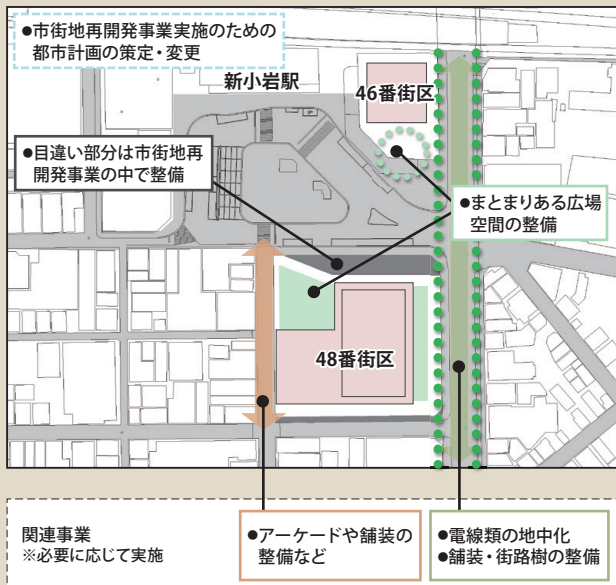 ●市街地再開発事業実施のための
都市計画の策定・変更
新小岩駅
46番街区
●目違い部分は市街地再
開発事業の中で整備
●まとまりある広場
空間の整備
48番街区
関連事業
※必要に応じて実施
●アーケードや舗装の
整備など
●電線類の地中化
●舗装・街路樹の整備